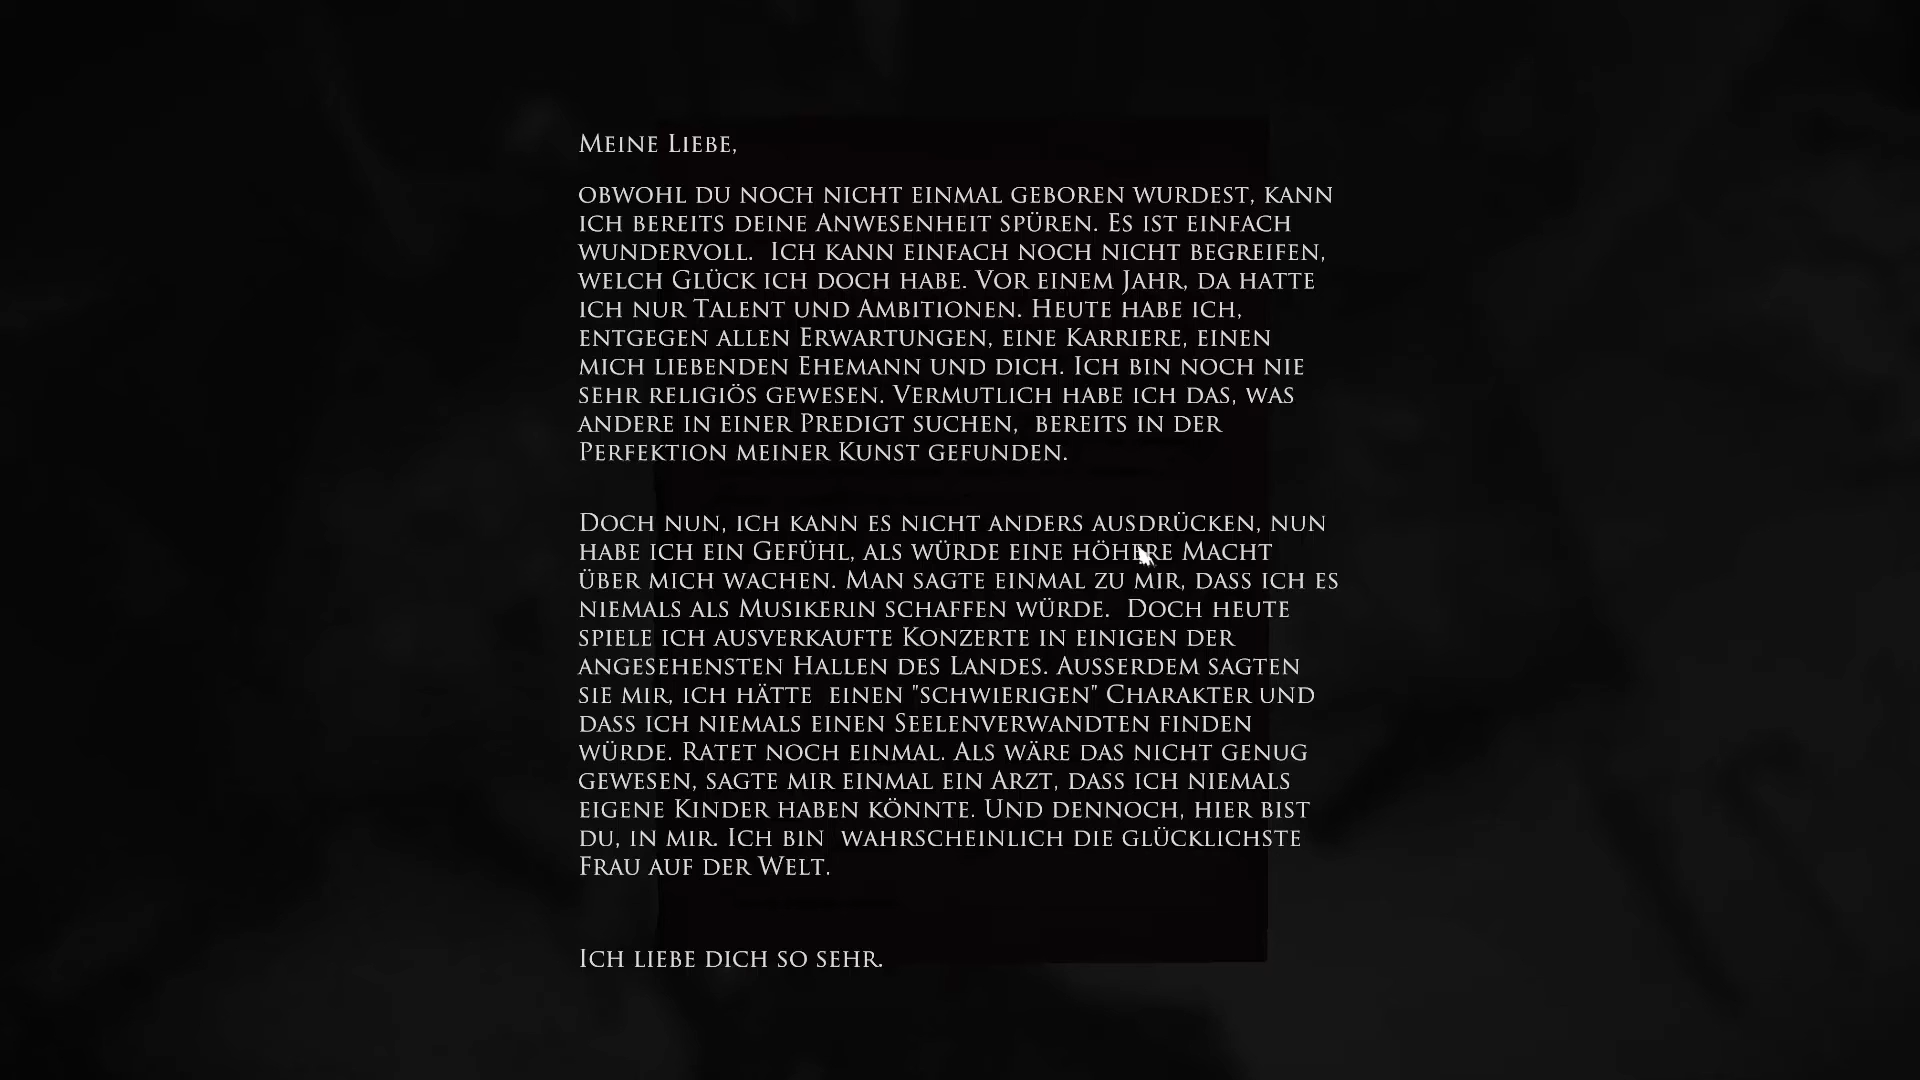 Meine Liebe,
obwohl du noch nicht einmal geboren wurdest, kann
ich bereits deine Anwesenheit spüren. Es ist einfach
wundervoll. Ich kann einfach noch nicht begreifen,
welch Glück ich doch habe. Vor einem Jahr, da hatte
ich nur Talent und Ambitionen. Heute habe ich,
entgegen allen Erwartungen, eine Karriere, einen
mich liebenden Ehemann und dich. Ich bin noch nie
sehr religiös gewesen. Vermutlich habe ich das, was
andere in einer Predigt suchen, bereits in der
Perfektion meiner Kunst gefunden.
Doch nun, ich kann es nicht anders ausdrücken, nun
habe ich ein Gefühl, als würde eine höhere Macht
über mich wachen. Man sagte einmal zu mir, dass ich es
niemals als Musikerin schaffen würde. Doch heute
spiele ich ausverkaufte Konzerte in einigen der
angesehensten Hallen des Landes. Ausserdem sagten
sie mir, ich hätte einen "schwierigen" Charakter und
dass ich niemals einen Seelenverwandten finden
würde. Ratet noch einmal. Als wäre das nicht genug
gewesen, sagte mir einmal ein Arzt, dass ich niemals
eigene Kinder haben könnte. Und dennoch, hier bist
du, in mir. Ich bin wahrscheinlich die glücklichste
Frau auf der Welt.
Ich liebe dich so sehr.